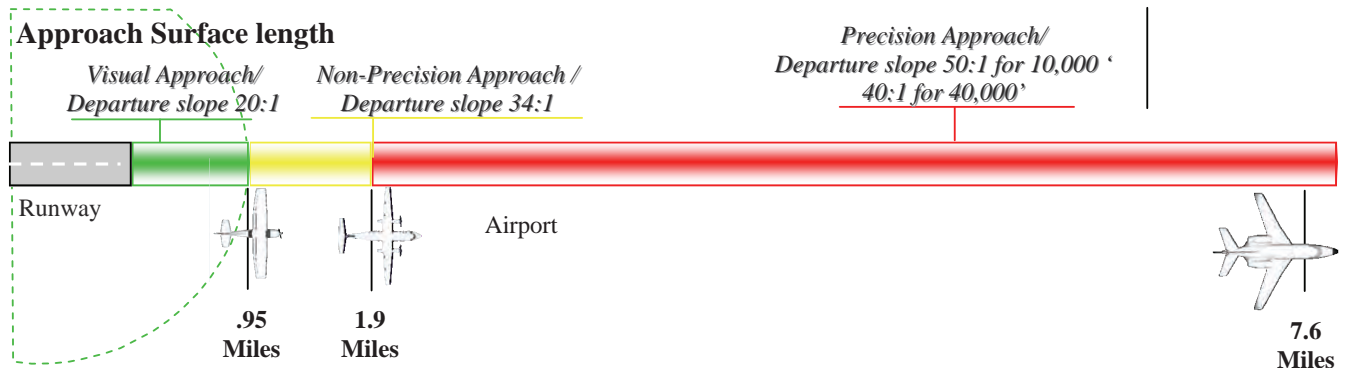 Approach Surface length
Visual Approach/
Departure slope 20:1
Non-Precision Approach /
Departure slope 34:1
Precision Approach/
Departure slope 50:1 for 10,000 ‘
40:1 for 40,000’
Runway
Airport
.95
Miles
1.9
Miles
7.6
Miles